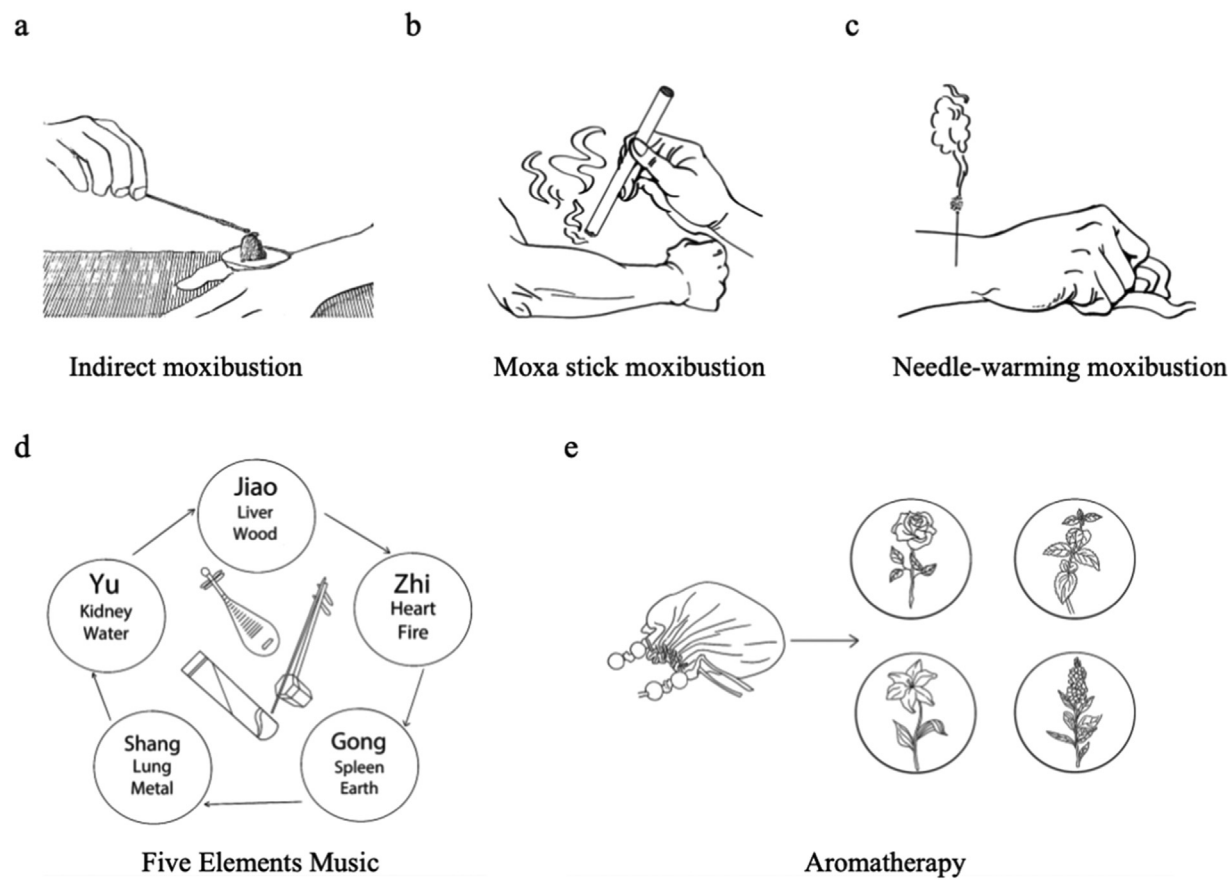 a
b
c
Indirect moxibustion
Moxa stick moxibustion
Needle-warming moxibustion
d
e
Jiao
Liver
Wood
Zhi
Heart
Fire
Gong
Spleen
Earth
Shang
Lung
Metal
Yu
Kidney
Water
Five Elements Music
Aromatherapy